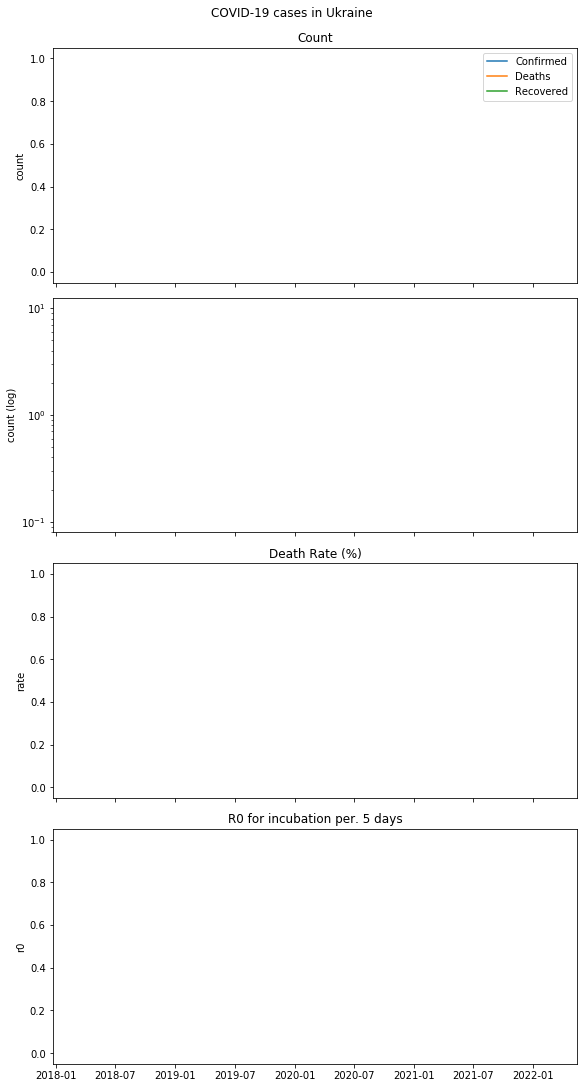 COVID-19 cases in Ukraine
Count
1.0
0.8
0.6
0.4
0.2
0.0
count
Confirmed
Deaths
Recovered
10¹
10⁰
10⁻¹
count (log)
Death Rate (%)
1.0
0.8
0.6
0.4
0.2
0.0
rate
R0 for incubation per. 5 days
1.0
0.8
0.6
0.4
0.2
0.0
r0
2018-01 2018-07 2019-01 2019-07 2020-01 2020-07 2021-01 2021-07 2022-01